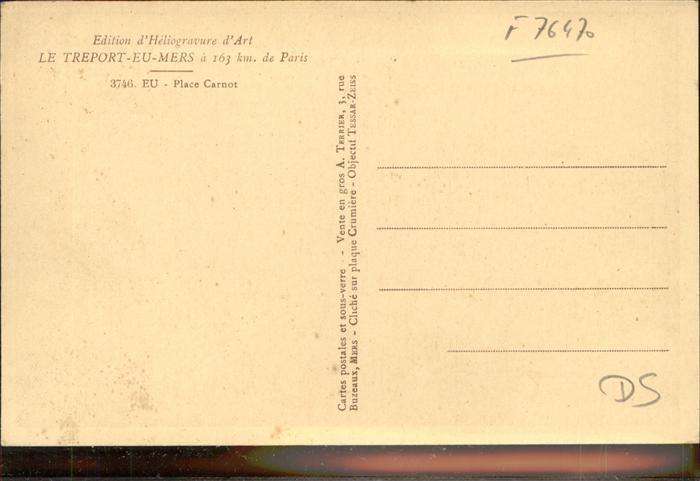 Edition d'Héliogravure d'Art
LE TREPORT-EU-MERS à 163 km. de Paris
3746. EU - Place Carnot
F 76470
Cartes postales et sous-verre - Vente en gros A. TERRIER, 3, rue
Buzeaux, MERS - Cliché sur plaque Crumière - Objectif TESSAR-ZEISS
DS